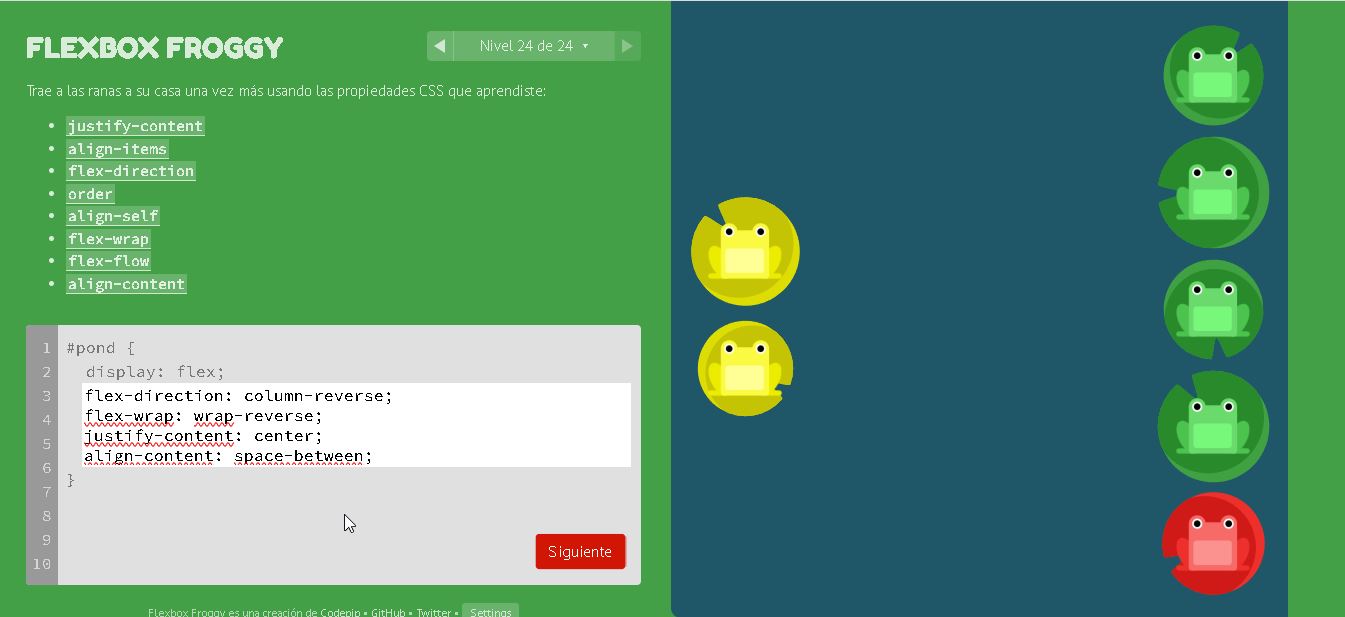 FLEXBOX FROGGY
◀ Nivel 24 de 24 ▾ ▶
Trae a las ranas a su casa una vez más usando las propiedades CSS que aprendiste:
• justify-content
• align-items
• flex-direction
• order
• align-self
• flex-wrap
• flex-flow
• align-content
1 #pond {
2 display: flex;
3 flex-direction: column-reverse;
4 flex-wrap: wrap-reverse;
5 justify-content: center;
6 align-content: space-between;
7 }
8
9
10
Siguiente
Flexbox Froggy es una creación de Codepip • GitHub • Twitter • Settings